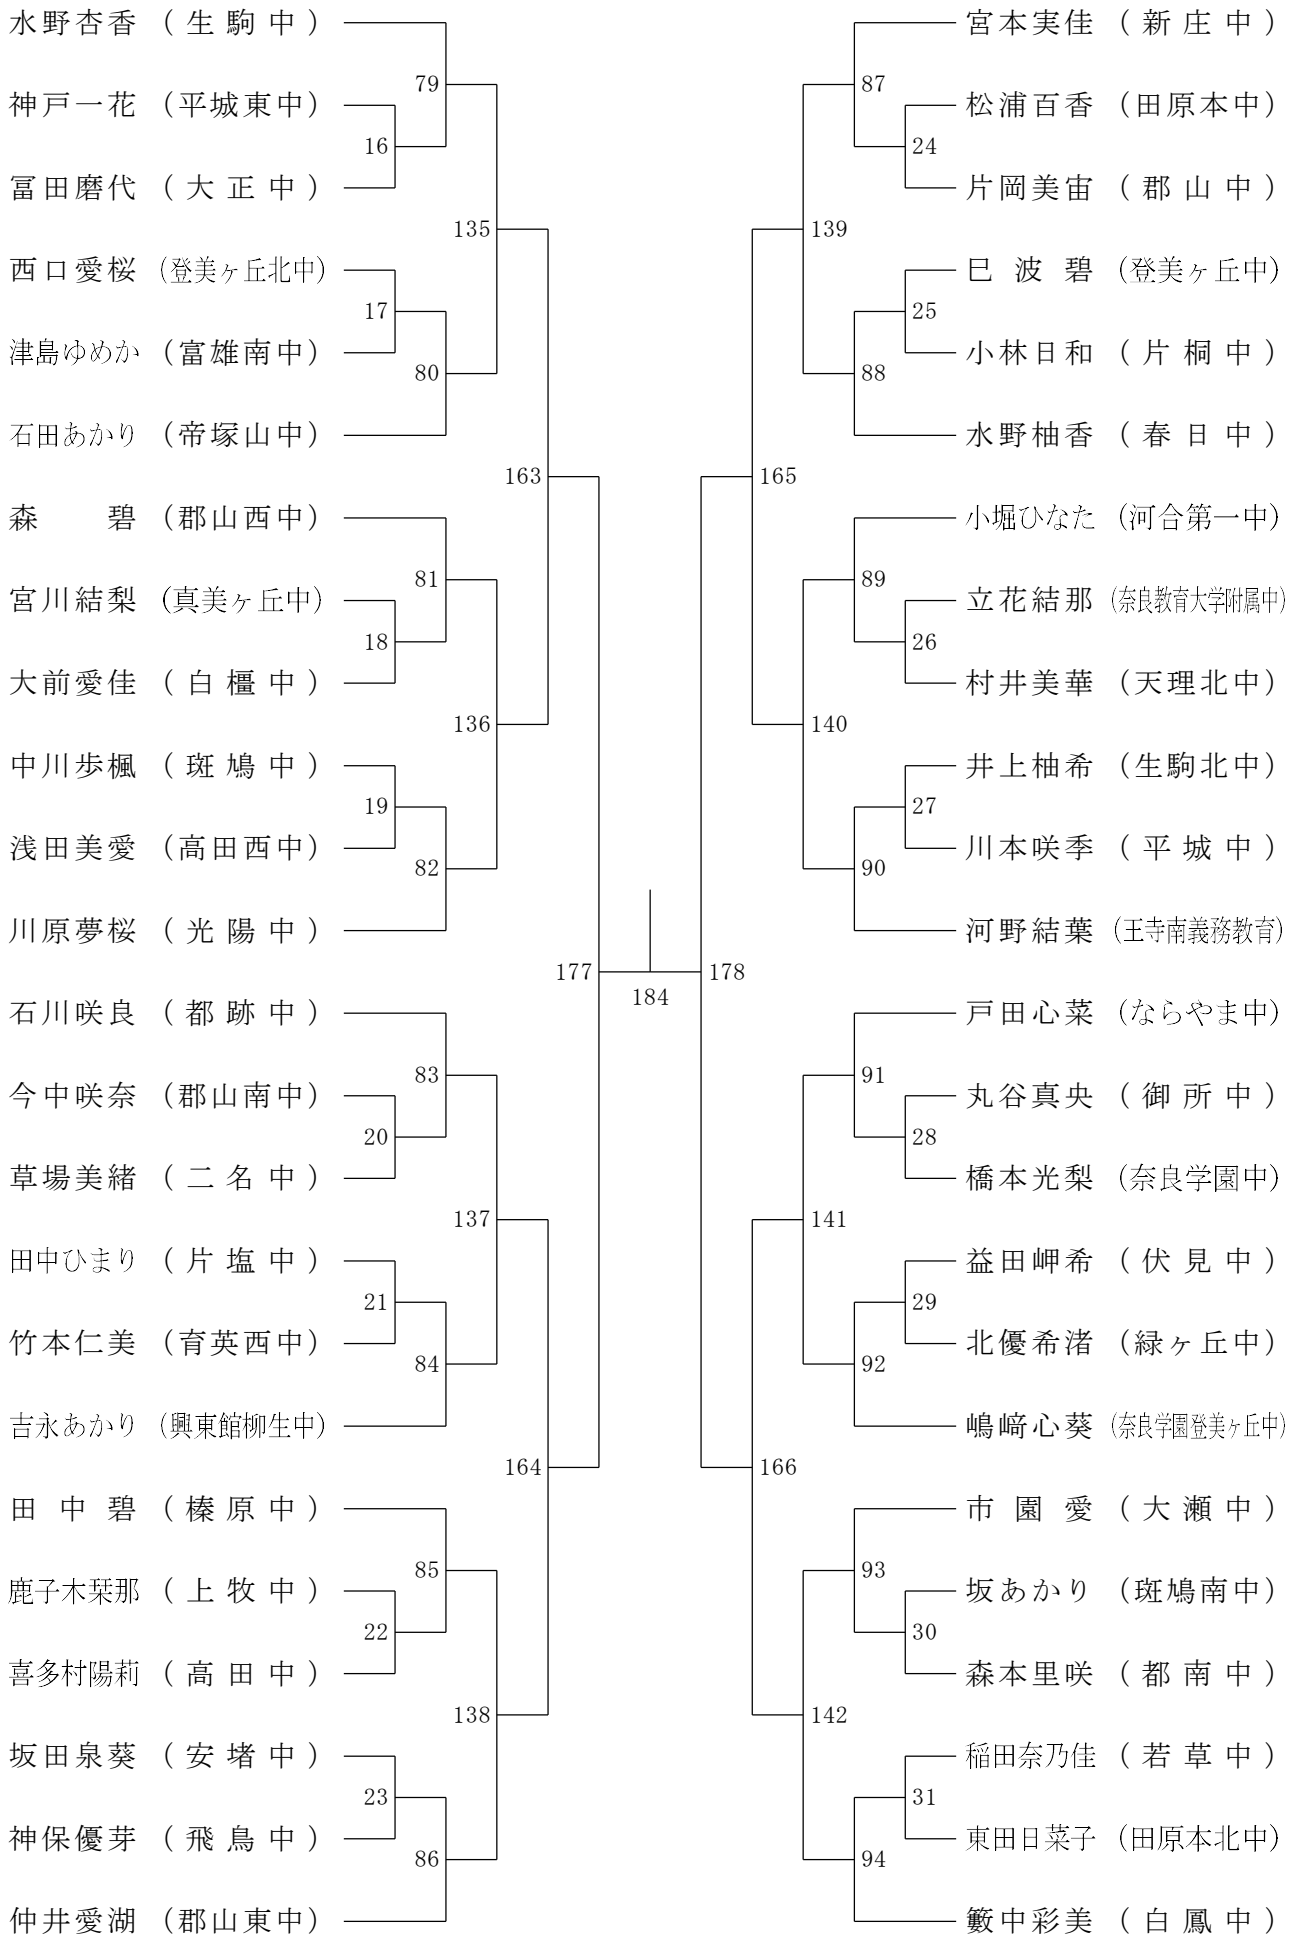 水野杏香 (生駒中)
79
神戸一花 (平城東中)
16
冨田磨代 (大正中)
135
西口愛桜 (登美ヶ丘北中)
17
津島ゆめか (富雄南中)
80
石田あかり (帝塚山中)
163
森 碧 (郡山西中)
81
宮川結梨 (真美ヶ丘中)
18
大前愛佳 (白橿中)
136
中川歩楓 (斑鳩中)
19
浅田美愛 (高田西中)
82
川原夢桜 (光陽中)
177
石川咲良 (都跡中)
83
今中咲奈 (郡山南中)
20
草場美緒 (二名中)
137
田中ひまり (片塩中)
21
竹本仁美 (育英西中)
84
吉永あかり (興東館柳生中)
164
田中碧 (榛原中)
85
鹿子木栞那 (上牧中)
22
喜多村陽莉 (高田中)
138
坂田泉葵 (安堵中)
23
神保優芽 (飛鳥中)
86
仲井愛湖 (郡山東中)
184
宮本実佳 (新庄中)
87
松浦百香 (田原本中)
24
片岡美宙 (郡山中)
139
巳波碧 (登美ヶ丘中)
25
小林日和 (片桐中)
88
水野柚香 (春日中)
165
小堀ひなた (河合第一中)
89
立花結那 (奈良教育大学附属中)
26
村井美華 (天理北中)
140
井上柚希 (生駒北中)
27
川本咲季 (平城中)
90
河野結葉 (王寺南義務教育)
178
戸田心菜 (ならやま中)
91
丸谷真央 (御所中)
28
橋本光梨 (奈良学園中)
141
益田岬希 (伏見中)
29
北優希渚 (緑ヶ丘中)
92
嶋﨑心葵 (奈良学園登美ヶ丘中)
166
市園愛 (大瀬中)
93
坂あかり (斑鳩南中)
30
森本里咲 (都南中)
142
稲田奈乃佳 (若草中)
31
東田日菜子 (田原本北中)
94
籔中彩美 (白鳳中)